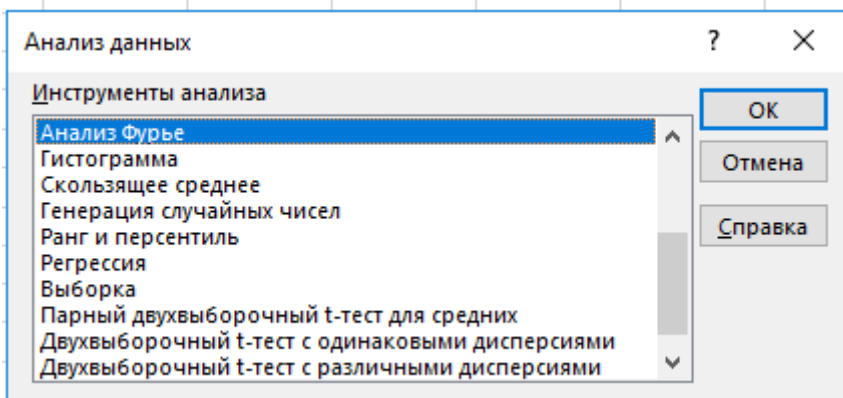 Анализ данных
?
Инструменты анализа
Анализ Фурье
Гистограмма
Скользящее среднее
Генерация случайных чисел
Ранг и персентиль
Регрессия
Выборка
Парный двухвыборочный t-тест для средних
Двухвыборочный t-тест с одинаковыми дисперсиями
Двухвыборочный t-тест с различными дисперсиями
ОК
Отмена
Справка